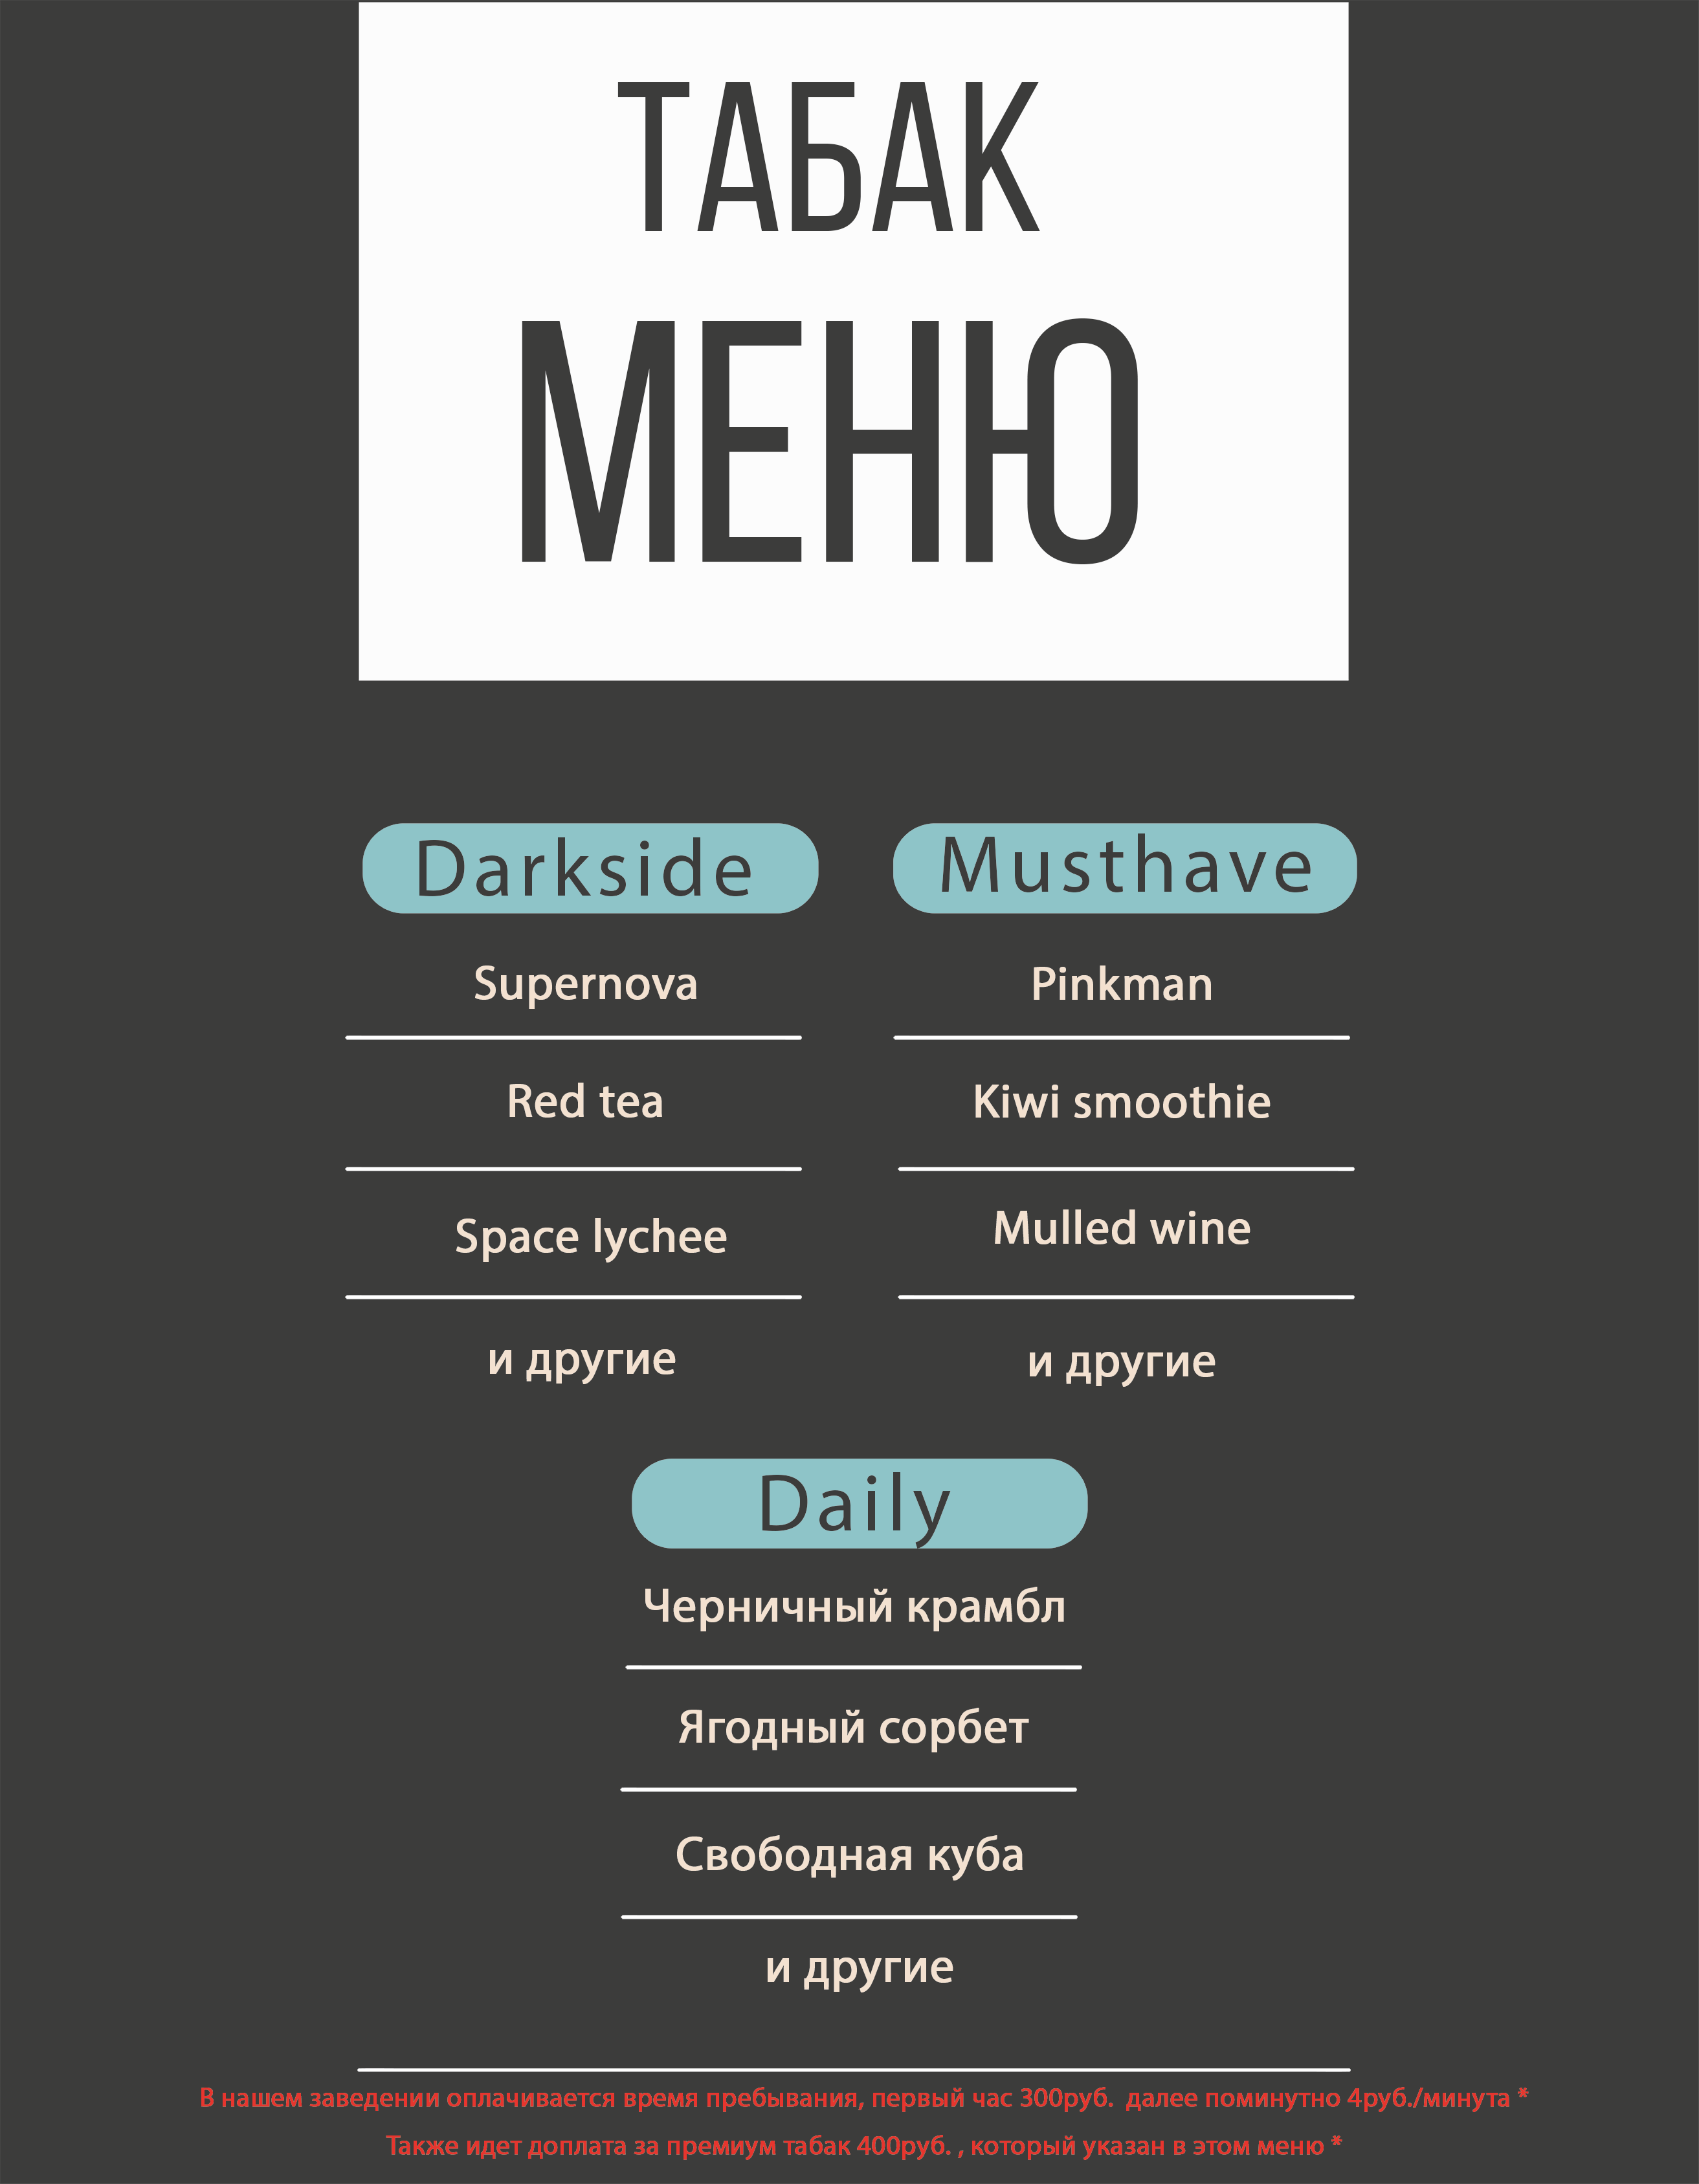 ТАБАК
МЕНЮ
Darkside
Supernova
Red tea
Space lychee
и другие
Musthave
Pinkman
Kiwi smoothie
Mulled wine
и другие
Daily
Черничный крамбл
Ягодный сорбет
Свободная куба
и другие
В нашем заведении оплачивается время пребывания, первый час 300руб.  далее поминутно 4руб./минута *
Также идет доплата за премиум табак 400руб. , который указан в этом меню *